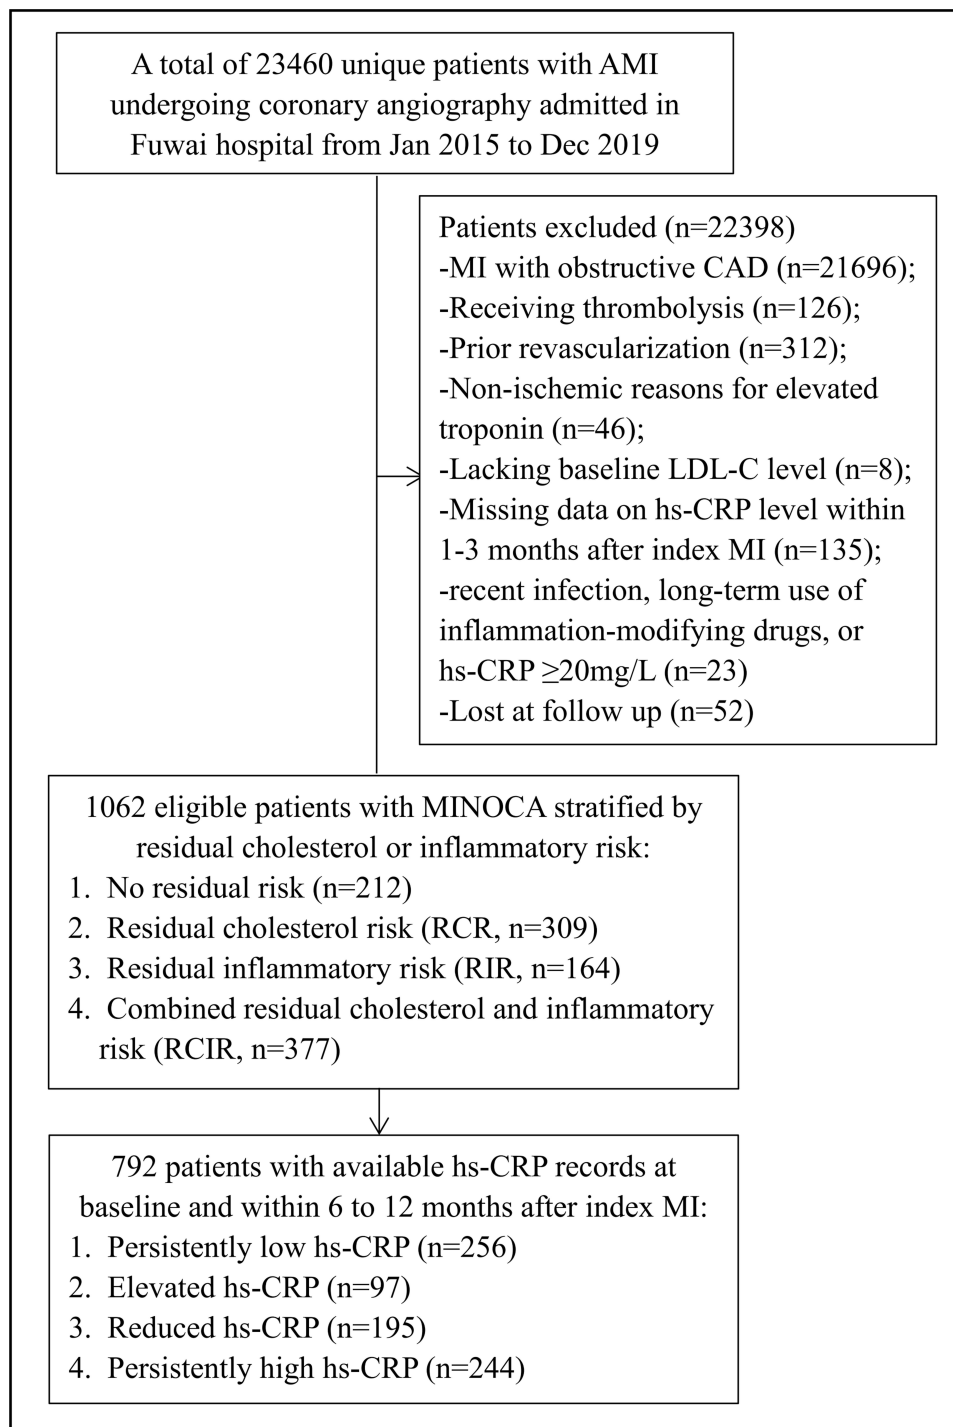 A total of 23460 unique patients with AMI
undergoing coronary angiography admitted in
Fuwai hospital from Jan 2015 to Dec 2019
Patients excluded (n=22398)
-MI with obstructive CAD (n=21696);
-Receiving thrombolysis (n=126);
-Prior revascularization (n=312);
-Non-ischemic reasons for elevated
troponin (n=46);
-Lacking baseline LDL-C level (n=8);
-Missing data on hs-CRP level within
1-3 months after index MI (n=135);
-recent infection, long-term use of
inflammation-modifying drugs, or
hs-CRP ≥20mg/L (n=23)
-Lost at follow up (n=52)
1062 eligible patients with MINOCA stratified by
residual cholesterol or inflammatory risk:
1. No residual risk (n=212)
2. Residual cholesterol risk (RCR, n=309)
3. Residual inflammatory risk (RIR, n=164)
4. Combined residual cholesterol and inflammatory
risk (RCIR, n=377)
792 patients with available hs-CRP records at
baseline and within 6 to 12 months after index MI:
1. Persistently low hs-CRP (n=256)
2. Elevated hs-CRP (n=97)
3. Reduced hs-CRP (n=195)
4. Persistently high hs-CRP (n=244)